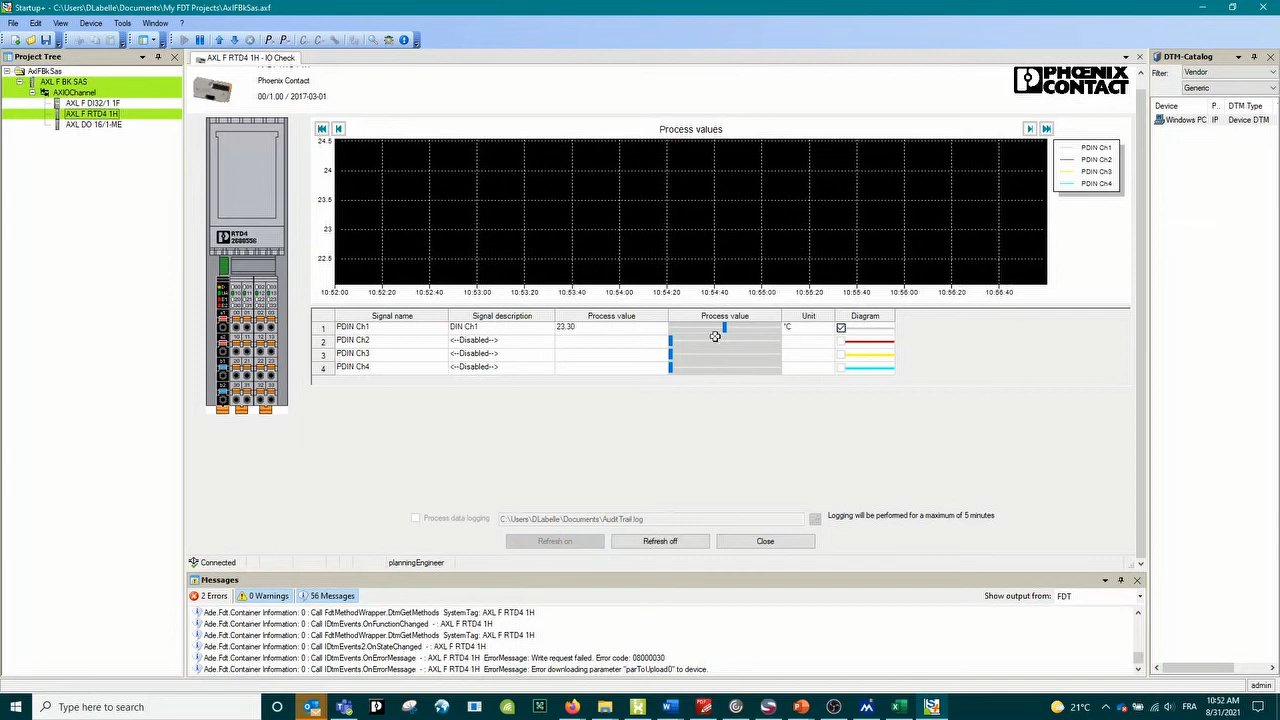 Startup+ - C:\Users\DLabelle\Documents\My FDT Projects\AxlFBkSas.axf
File Edit View Device Tools Window ?
Project Tree
AxlFBkSas
AXL F BK SAS
AXIOChannel
AXL F DI32/1 1F
AXL F RTD4 1H
AXL DO 16/1-ME
AXL F RTD4 1H - IO Check
Phoenix Contact
00/1.00 / 2017-03-01
PHOENIX
CONTACT
RTD4
2688556
Process values
24.5
24
23.5
23
22.5
10:52:00 10:52:20 10:52:40 10:53:00 10:53:20 10:53:40 10:54:00 10:54:20 10:54:40 10:55:00 10:55:20 10:55:40 10:56:00 10:56:20 10:56:40
PDIN Ch1
PDIN Ch2
PDIN Ch3
PDIN Ch4
Signal name Signal description Process value Process value Unit Diagram
1 PDIN Ch1 DIN Ch1 23.30 °C
2 PDIN Ch2 <--Disabled-->
3 PDIN Ch3 <--Disabled-->
4 PDIN Ch4 <--Disabled-->
Process data logging C:\Users\DLabelle\Documents\AuditTrail.log Logging will be performed for a maximum of 5 minutes
Refresh on Refresh off Close
Connected planningEngineer
DTM-Catalog
Filter: Vendor
Generic
Device P.. DTM Type
Windows PC IP Device DTM
Messages
2 Errors 0 Warnings 56 Messages Show output from: FDT
Ade.Fdt.Container Information: 0 : Call FdtMethodWrapper.DtmGetMethods SystemTag: AXL F RTD4 1H
Ade.Fdt.Container Information: 0 : Call IDtmEvents.OnFunctionChanged - : AXL F RTD4 1H
Ade.Fdt.Container Information: 0 : Call FdtMethodWrapper.DtmGetMethods SystemTag: AXL F RTD4 1H
Ade.Fdt.Container Information: 0 : Call IDtmEvents2.OnStateChanged - : AXL F RTD4 1H
Ade.Fdt.Container Information: 0 : Call IDtmEvents.OnErrorMessage - : AXL F RTD4 1H ErrorMessage: Write request failed. Error code: 08000030
Ade.Fdt.Container Information: 0 : Call IDtmEvents.OnErrorMessage - : AXL F RTD4 1H ErrorMessage: Error downloading parameter "parTo.Upload0" to device.
admin
Type here to search
21°C FRA 10:52 AM
8/31/2021